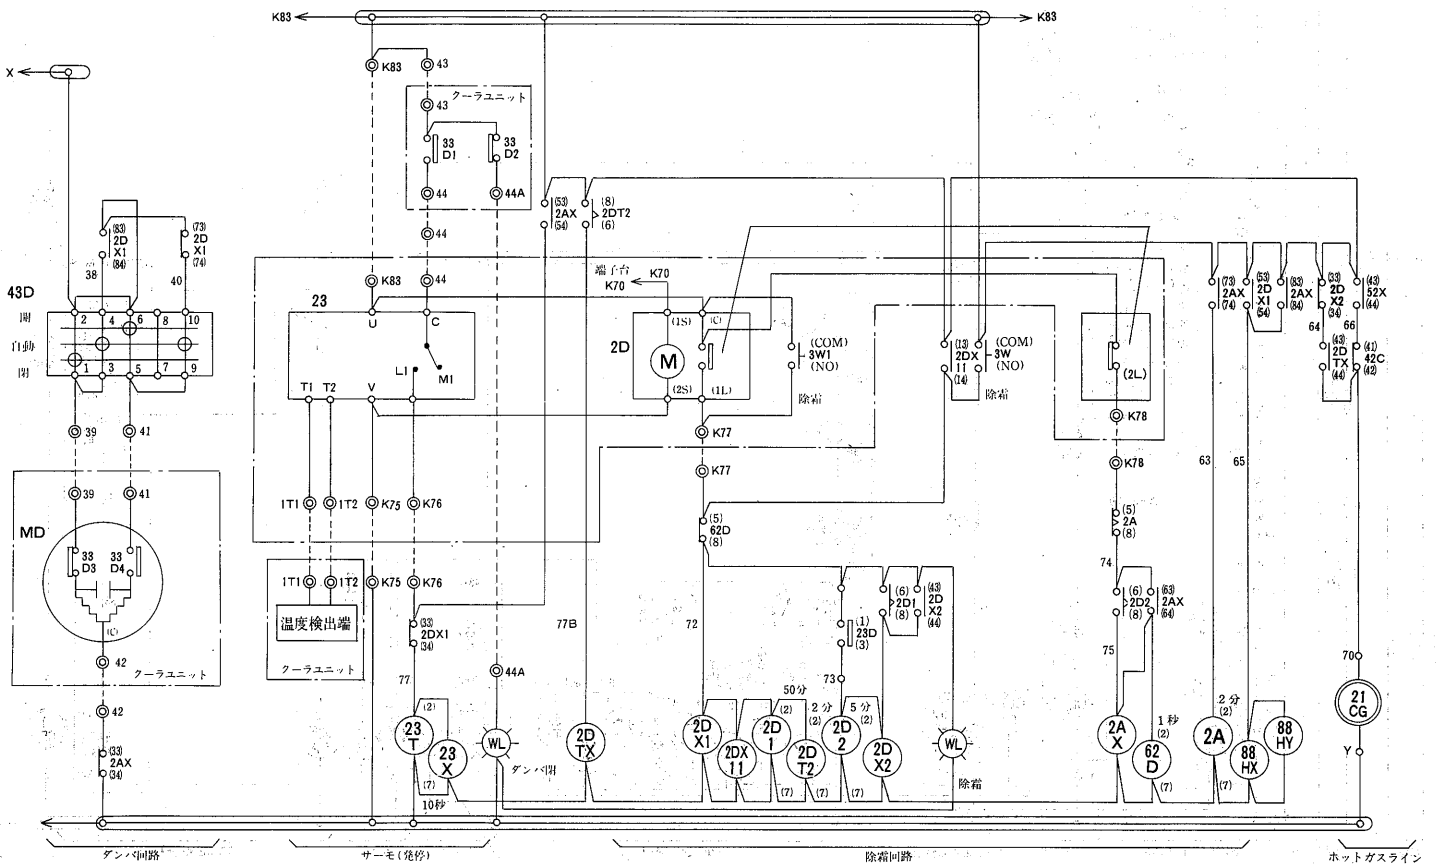 K83
K83
X
K83
43
43
クーラユニット
33
D1
33
D2
44
44A
44
(53)
2AX
(54)
(8)
2DT2
(6)
(83)
2D
X1
(84)
(73)
2D
X1
(74)
38
40
43D
自動
2
4
6
8
10
1
3
5
7
9
K83
44
23
U
C
L1
M1
T1
T2
V
端子台
K70
K70
2D
(1S)
(C)
M
(2S)
(1L)
(COM)
3W1
(NO)
除霜
(13)
2DX
11
(14)
(COM)
3W
(NO)
除霜
(2L)
(73)
2AX
(74)
(53)
2D
X1
(54)
(83)
2AX
(84)
(33)
2D
X2
(34)
(43)
52X
(44)
64
66
(43)
2D
TX
(44)
(41)
42C
(42)
39
41
K77
K78
K77
K78
63
65
39
41
MD
33
D3
33
D4
(C)
42
クーラユニット
42
(33)
2AX
(34)
1T1
1T2
K75
K76
1T1
1T2
K75
K76
温度検出端
クーラユニット
(33)
2DX1
(34)
77
44A
77B
72
(5)
62D
(8)
(1)
23D
(3)
73
(6)
2D1
(8)
(43)
2D
X2
(44)
(5)
2A
(8)
74
(6)
2D2
(8)
(63)
2AX
(64)
75
70
21
CG
Y
(2)
23
T
23
X
(7)
10秒
WL
ダンパ閉
2D
TX
2D
X1
2DX
11
50分
(2)
2D
1
(7)
2分
(2)
2D
T2
(7)
5分
(2)
2D
2
(7)
2D
X2
WL
除霜
2A
X
1秒
(2)
62
D
(7)
2分
(2)
2A
(7)
88
HX
88
HY
ダンパ回路
サーモ(発停)
除霜回路
ホットガスライン